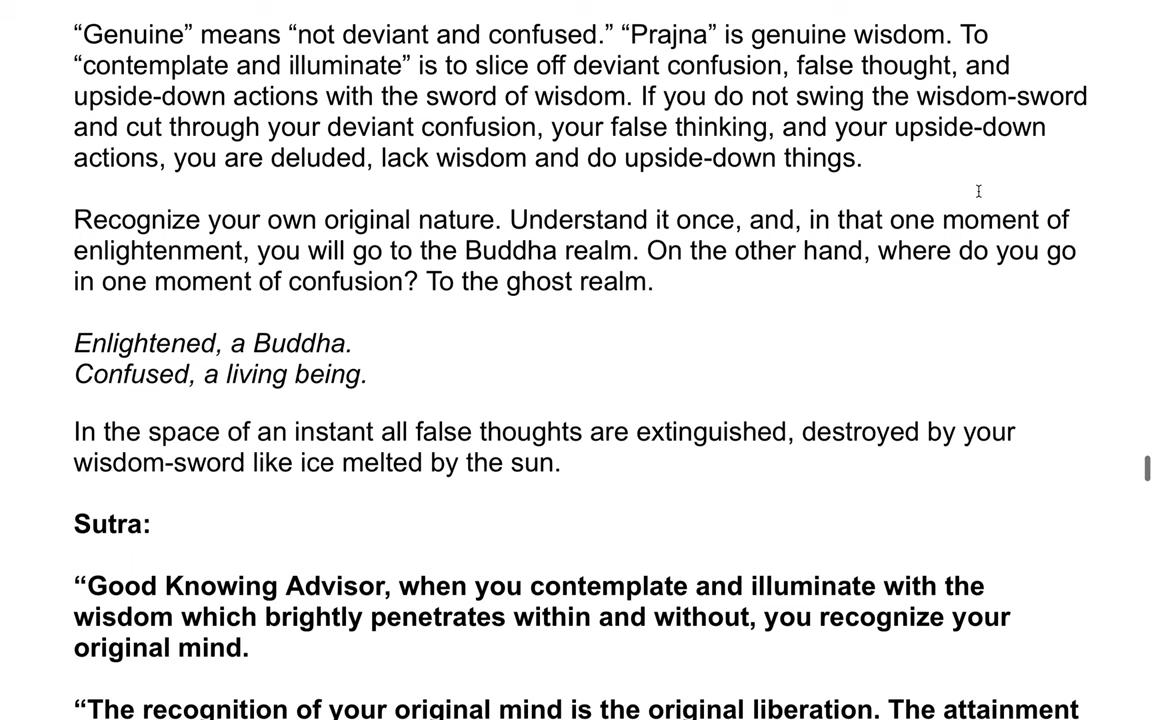 “Genuine” means “not deviant and confused.” “Prajna” is genuine wisdom. To
“contemplate and illuminate” is to slice off deviant confusion, false thought, and
upside-down actions with the sword of wisdom. If you do not swing the wisdom-sword
and cut through your deviant confusion, your false thinking, and your upside-down
actions, you are deluded, lack wisdom and do upside-down things.
Recognize your own original nature. Understand it once, and, in that one moment of
enlightenment, you will go to the Buddha realm. On the other hand, where do you go
in one moment of confusion? To the ghost realm.
Enlightened, a Buddha.
Confused, a living being.
In the space of an instant all false thoughts are extinguished, destroyed by your
wisdom-sword like ice melted by the sun.
Sutra:
“Good Knowing Advisor, when you contemplate and illuminate with the
wisdom which brightly penetrates within and without, you recognize your
original mind.
“The recognition of your original mind is the original liberation. The attainment